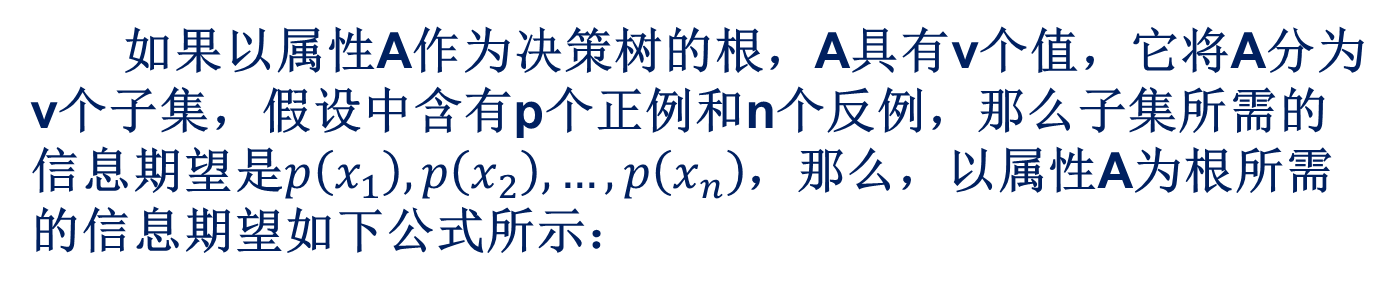 如果以属性A作为决策树的根，A具有v个值，它将A分为
v个子集，假设中含有p个正例和n个反例，那么子集所需的
信息期望是p(x₁),p(x₂),…,p(xₙ)，那么，以属性A为根所需
的信息期望如下公式所示：